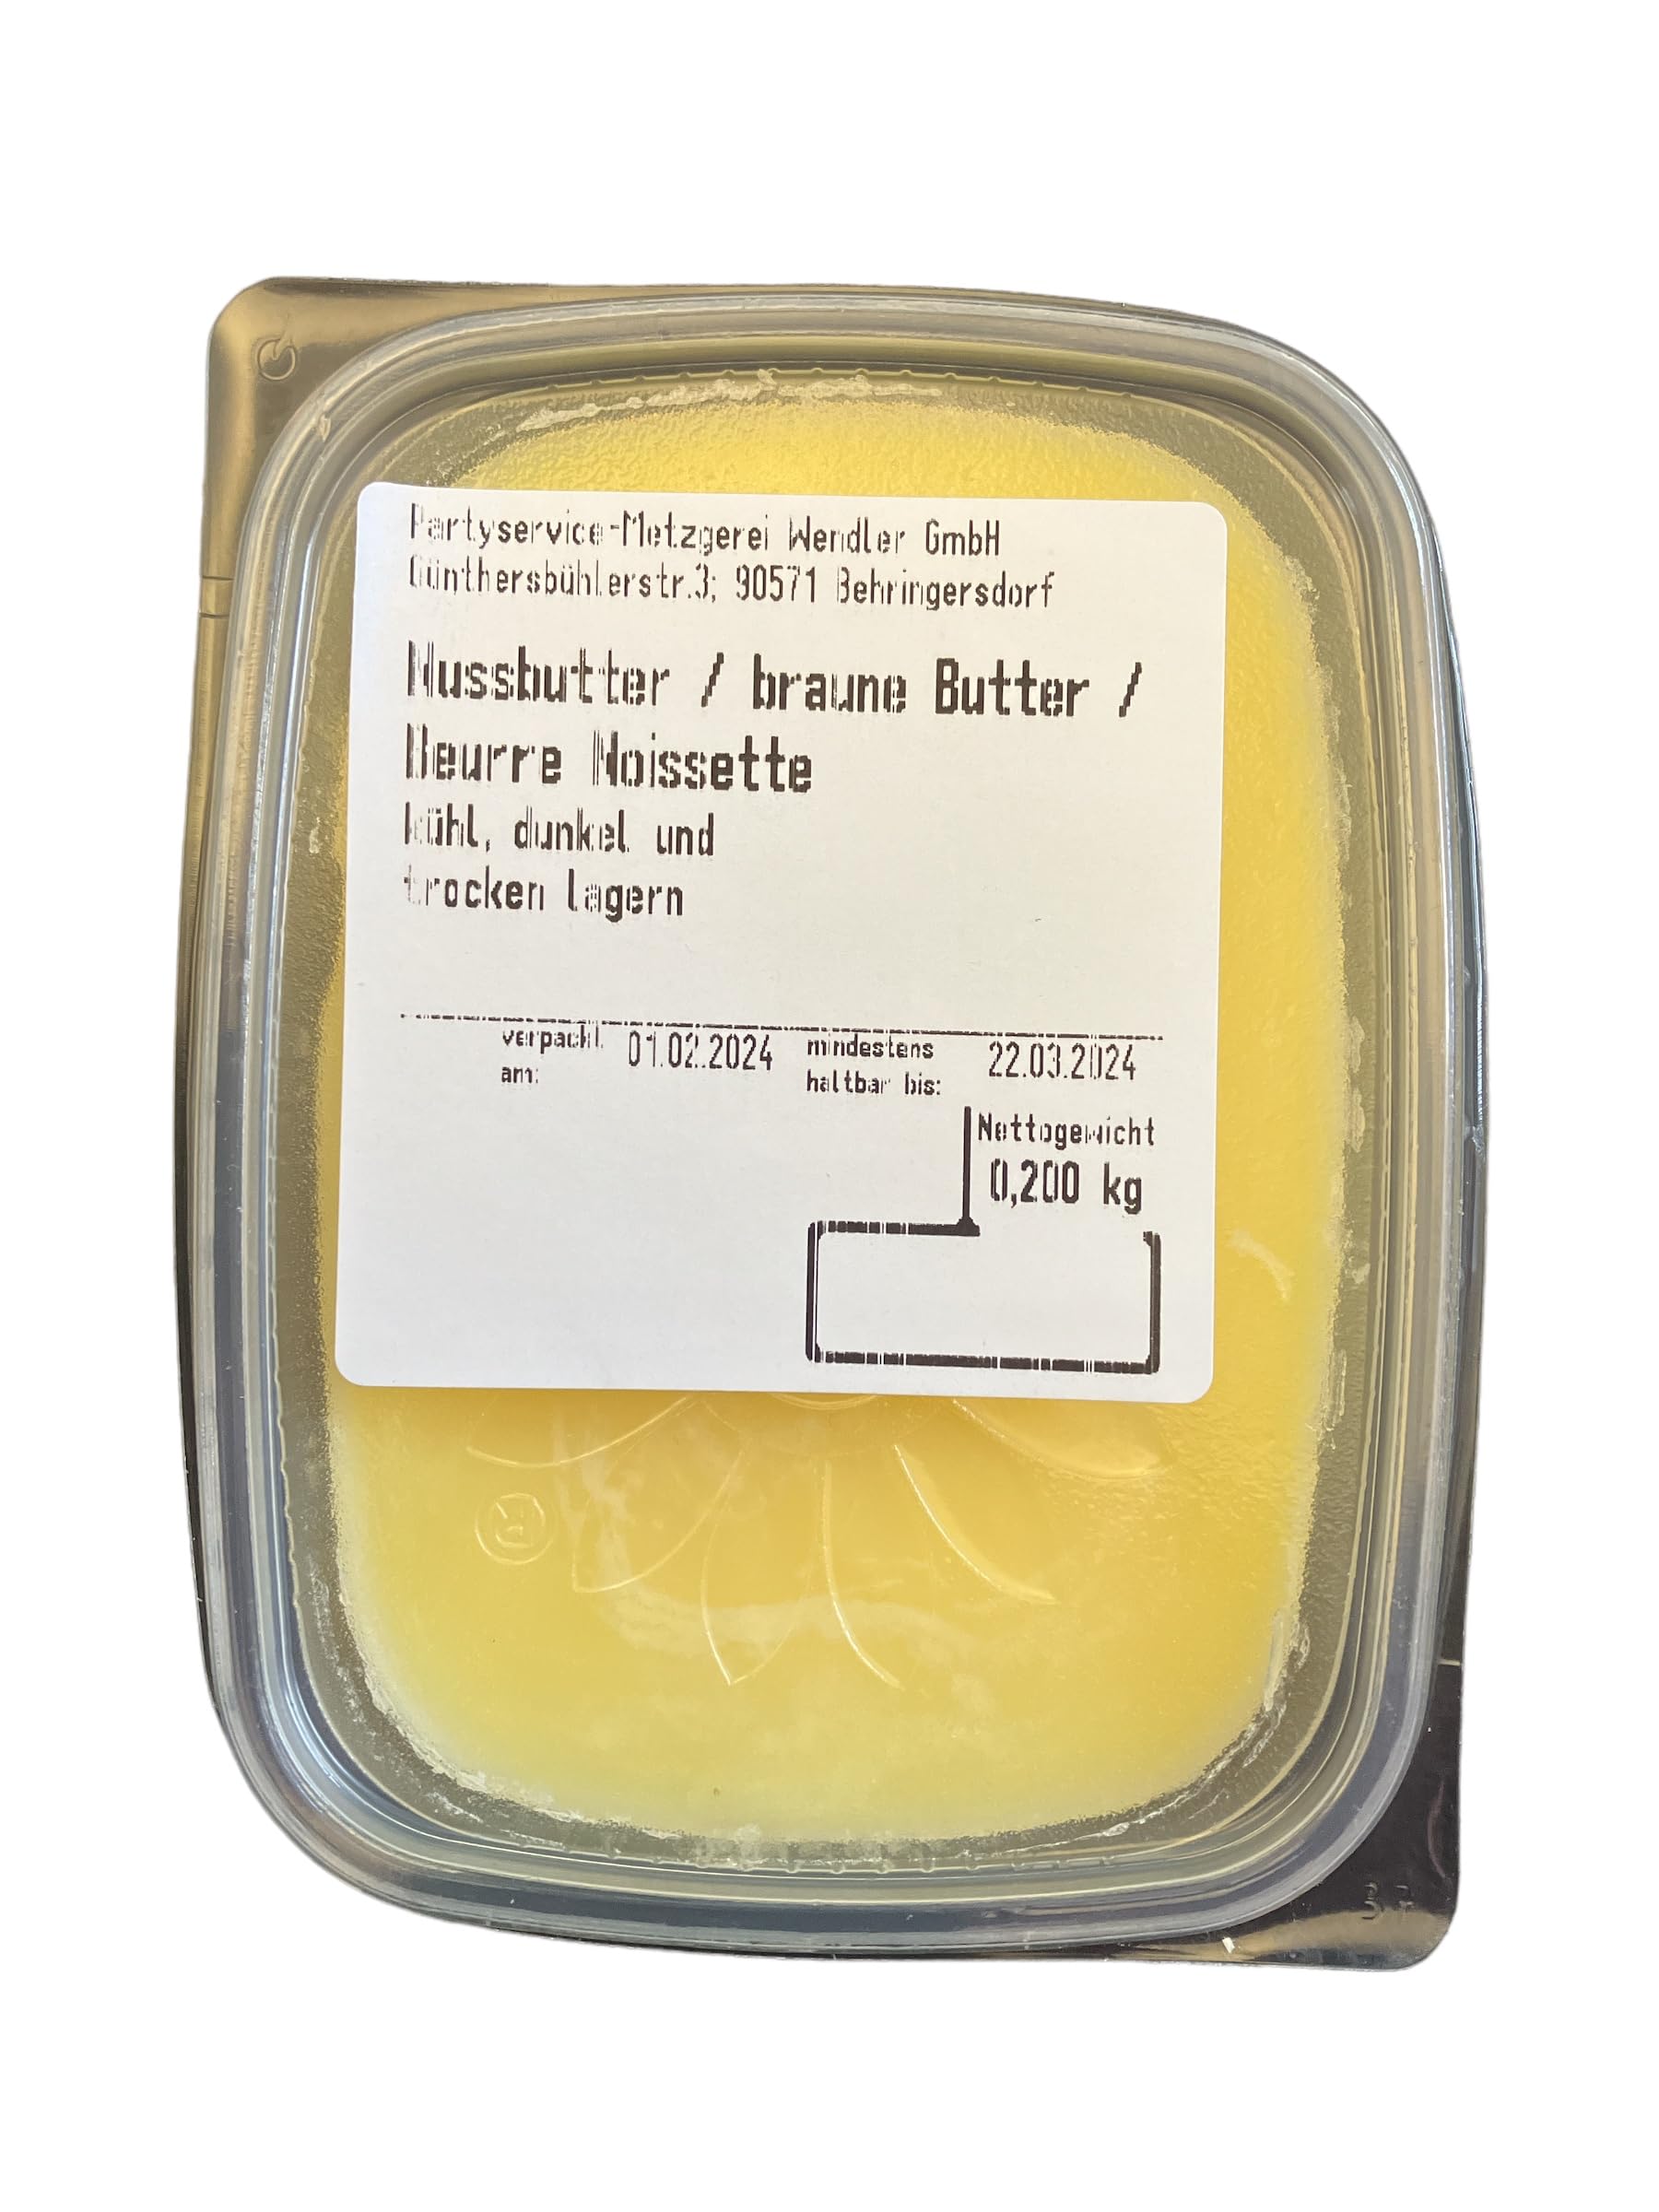 Partyservice-Metzgerei Wendler GmbH
Günthersbühlerstr.3; 90571 Behringersdorf
Nussbutter / braune Butter /
Beurre Noissette
kühl, dunkel und
trocken lagern
verpackt am: 01.02.2024 mindestens haltbar bis: 22.03.2024
Nettogewicht
0,200 kg
R